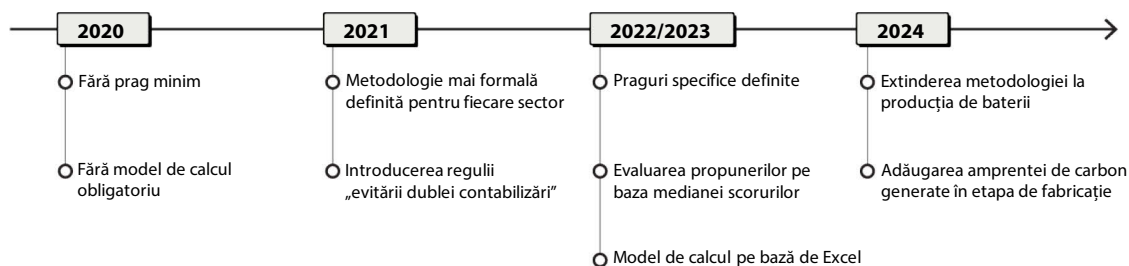 2020
Fără prag minim
Fără model de calcul
obligatoriu
2021
Metodologie mai formală
definită pentru fiecare sector
Introducerea regulii
„evitării dublei contabilizări”
2022/2023
Praguri specifice definite
Evaluarea propunerilor pe
baza medianei scorurilor
Model de calcul pe bază de Excel
2024
Extinderea metodologiei la
producția de baterii
Adăugarea amprentei de carbon
generate în etapa de fabricație